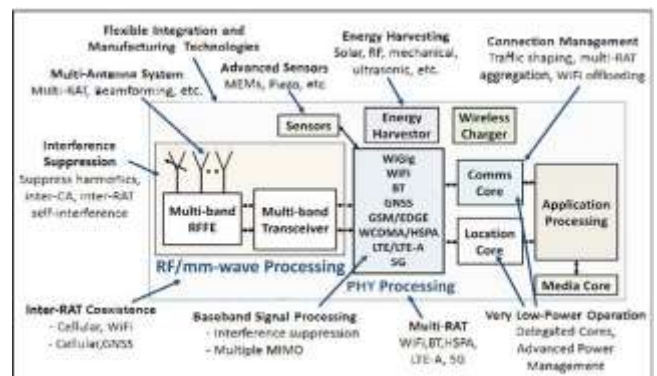 Flexible Integration and
Manufacturing Technologies
Energy Harvesting
Solar, RF, mechanical,
ultrasonic, etc.
Connection Management
Traffic shaping, multi-RAT
aggregation, WiFi offloading
Multi-Antenna System
Multi-RAT, Beamforming, etc.
Advanced Sensors
MEMs, Piezo, etc
Sensors
Energy
Harvestor
Wireless
Charger
Interference
Suppression
Suppress harmonics,
inter-CA, inter-RAT
self-interference
Multi-band
RFFE
Multi-band
Transceiver
RF/mm-wave Processing
WiGig
WiFi
BT
GNSS
GSM/EDGE
WCDMA/HSPA
LTE/LTE-A
5G
PHY Processing
Comms
Core
Location
Core
Application
Processing
Media Core
Inter-RAT Coexistence
- Cellular, WiFi
- Cellular,GNSS
Baseband Signal Processing
- Interference suppression
- Multiple MIMO
Multi-RAT
WiFi,BT,HSPA,
LTE-A, 5G
Very Low-Power Operation
Delegated Cores,
Advanced Power
Management